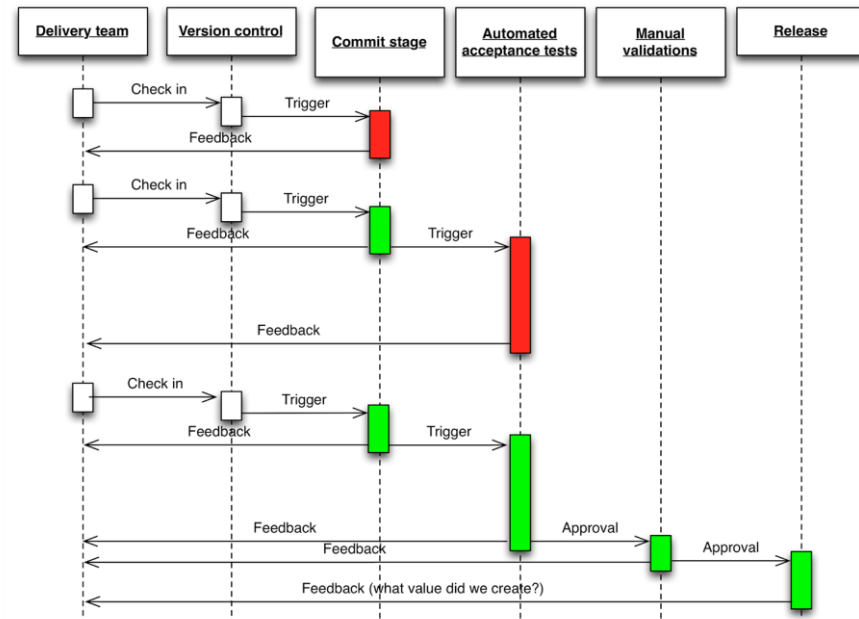 Delivery team
Version control
Commit stage
Automated
acceptance tests
Manual
validations
Release
Check in
Trigger
Feedback
Check in
Trigger
Feedback
Trigger
Feedback
Check in
Trigger
Feedback
Trigger
Feedback
Approval
Feedback
Approval
Feedback (what value did we create?)